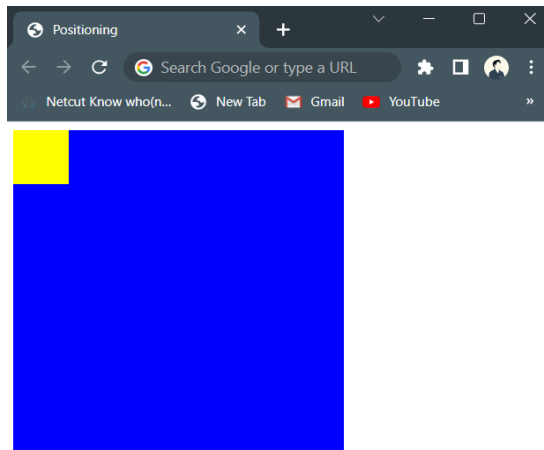 Positioning
Search Google or type a URL
Netcut Know who(n... New Tab Gmail YouTube »